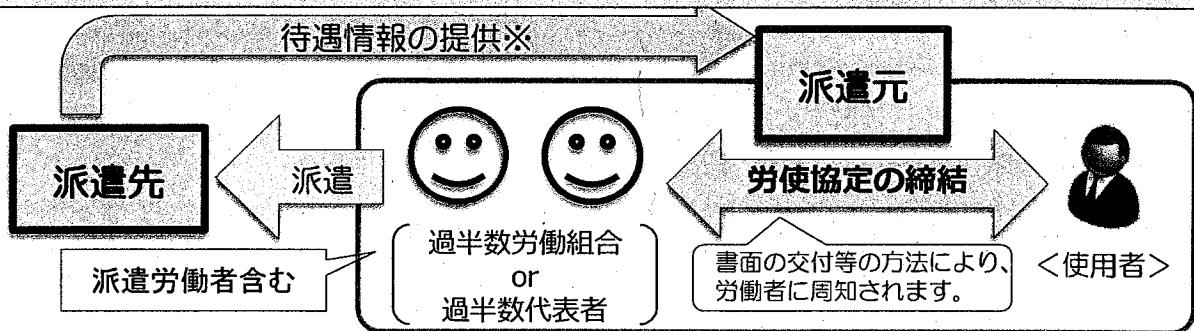 待遇情報の提供※
派遣元
派遣先
派遣
労使協定の締結
過半数労働組合
or
過半数代表者
派遣労働者含む
書面の交付等の方法により、
労働者に周知されます。
＜使用者＞